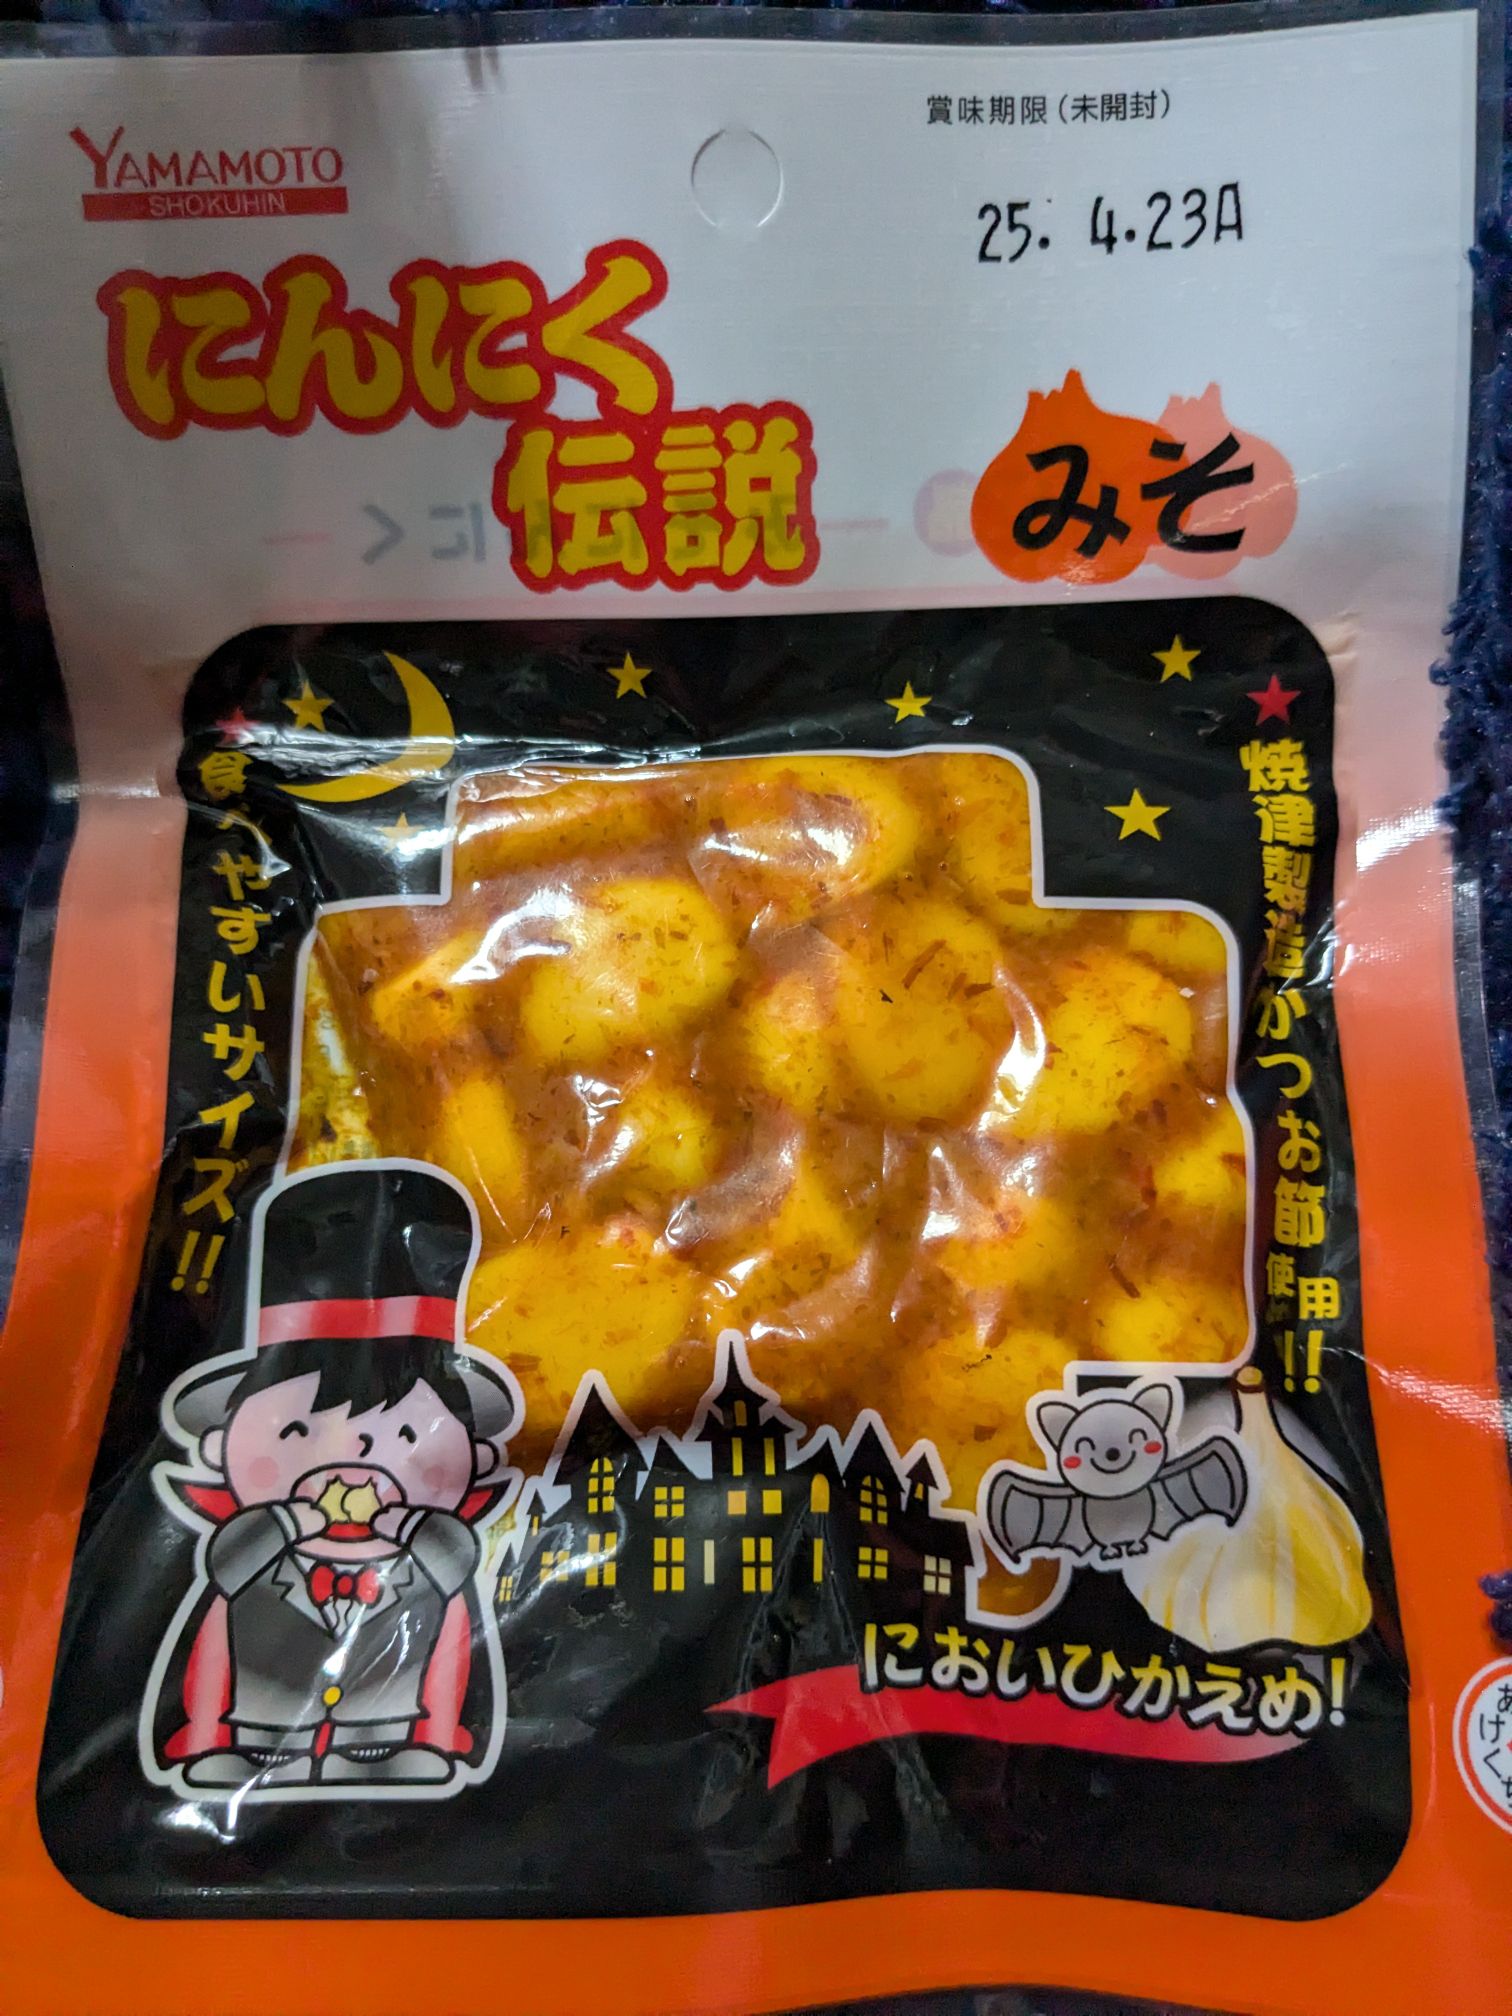 YAMAMOTO
SHOKUHIN
賞味期限(未開封)
25. 4.23A
にんにく
伝説
みそ
食べやすいサイズ!!
焼津製造かつお節使用!!
においひかえめ!